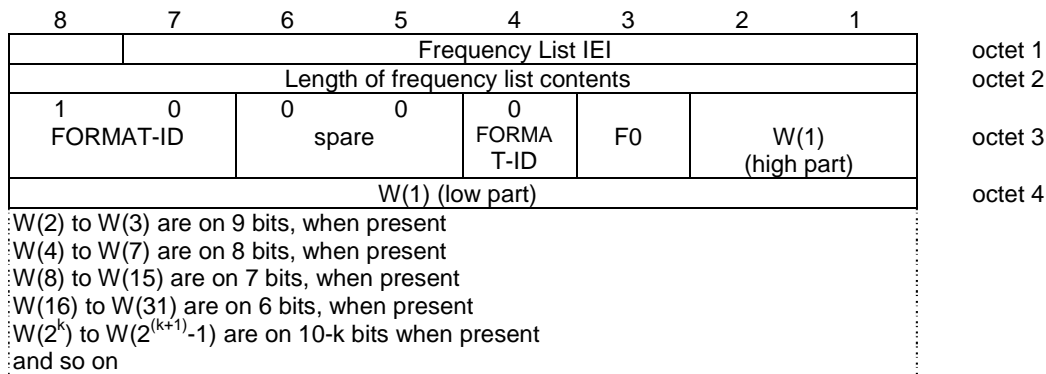 8 7 6 5 4 3 2 1
Frequency List IEI octet 1
Length of frequency list contents octet 2
1 0 0 0 0
FORMAT-ID spare FORMA F0 W(1) octet 3
T-ID (high part)
W(1) (low part) octet 4
W(2) to W(3) are on 9 bits, when present
W(4) to W(7) are on 8 bits, when present
W(8) to W(15) are on 7 bits, when present
W(16) to W(31) are on 6 bits, when present
W(2^k) to W(2^(k+1)-1) are on 10-k bits when present
and so on